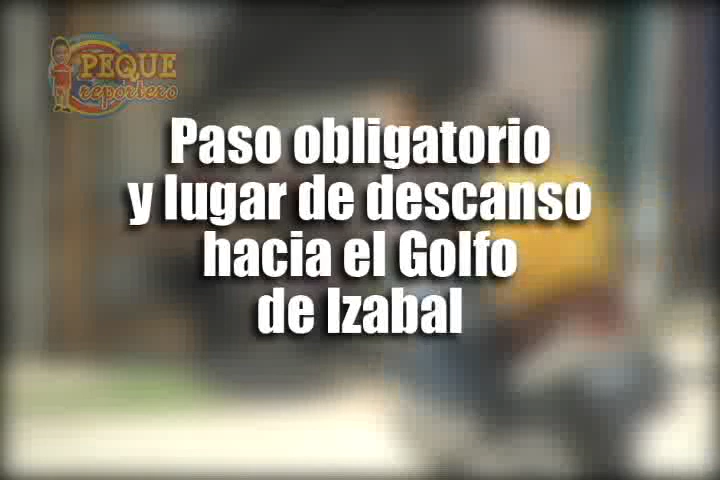 PEQUE
reportero
Paso obligatorio
y lugar de descanso
hacia el Golfo
de Izabal